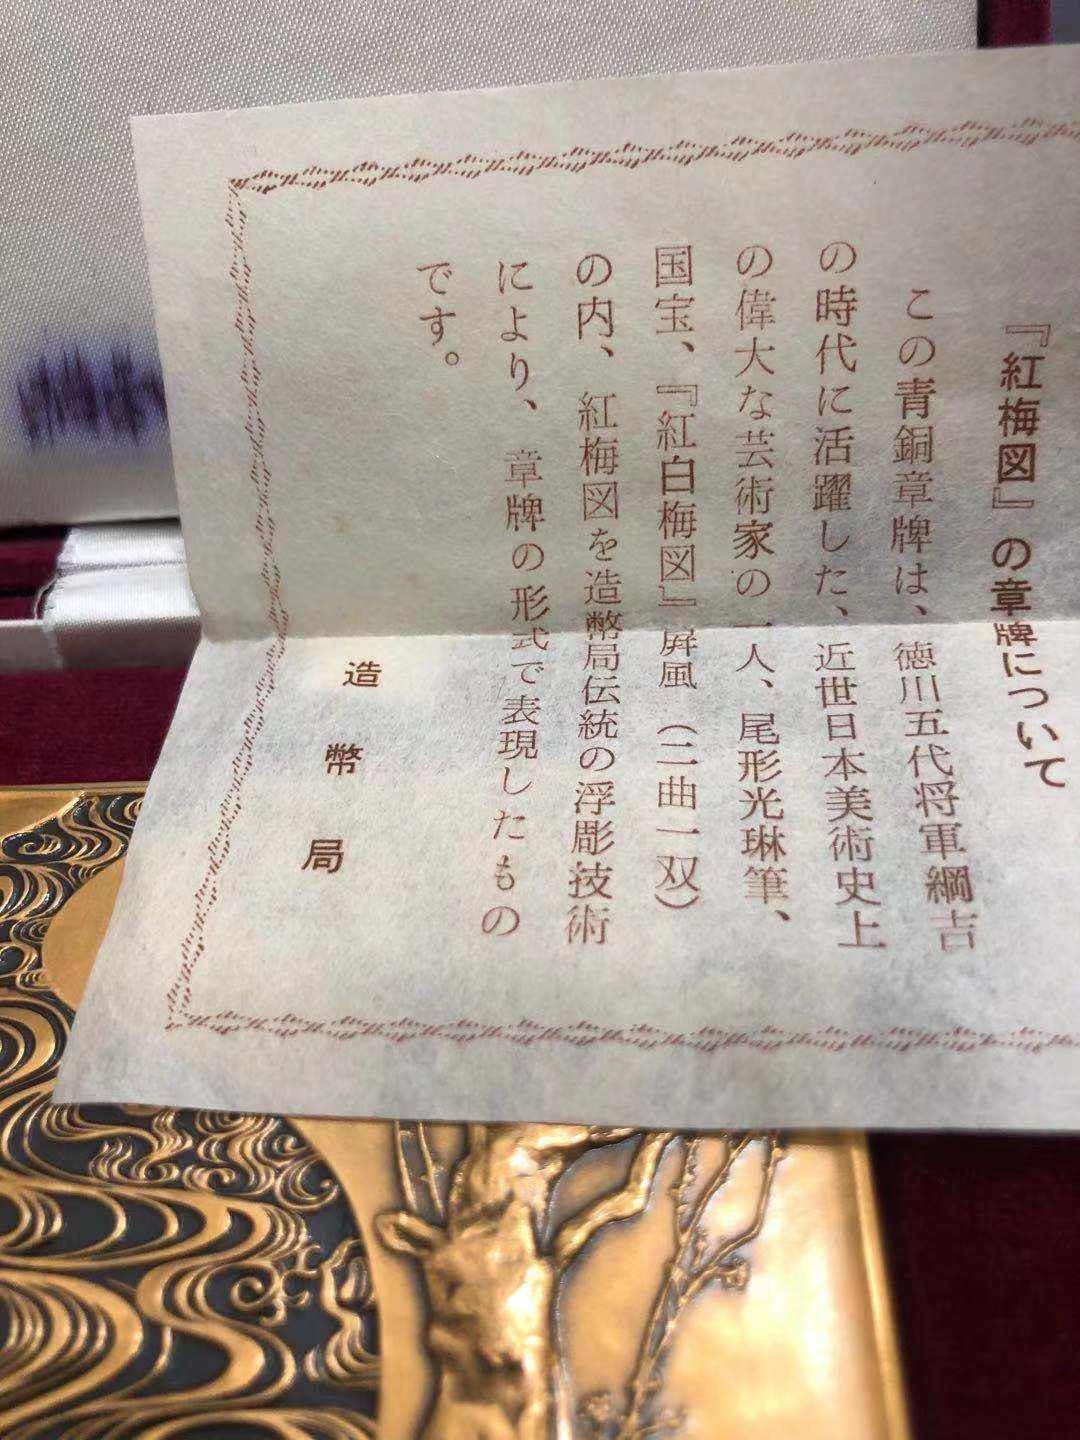 『紅梅図』の章牌について
この青銅章牌は、徳川五代将軍綱吉
の時代に活躍した、近世日本美術史上
の偉大な芸術家の一人、尾形光琳筆、
国宝、『紅白梅図』屏風（二曲一双）
の内、紅梅図を造幣局伝統の浮彫技術
により、章牌の形式で表現したもの
です。
造幣局